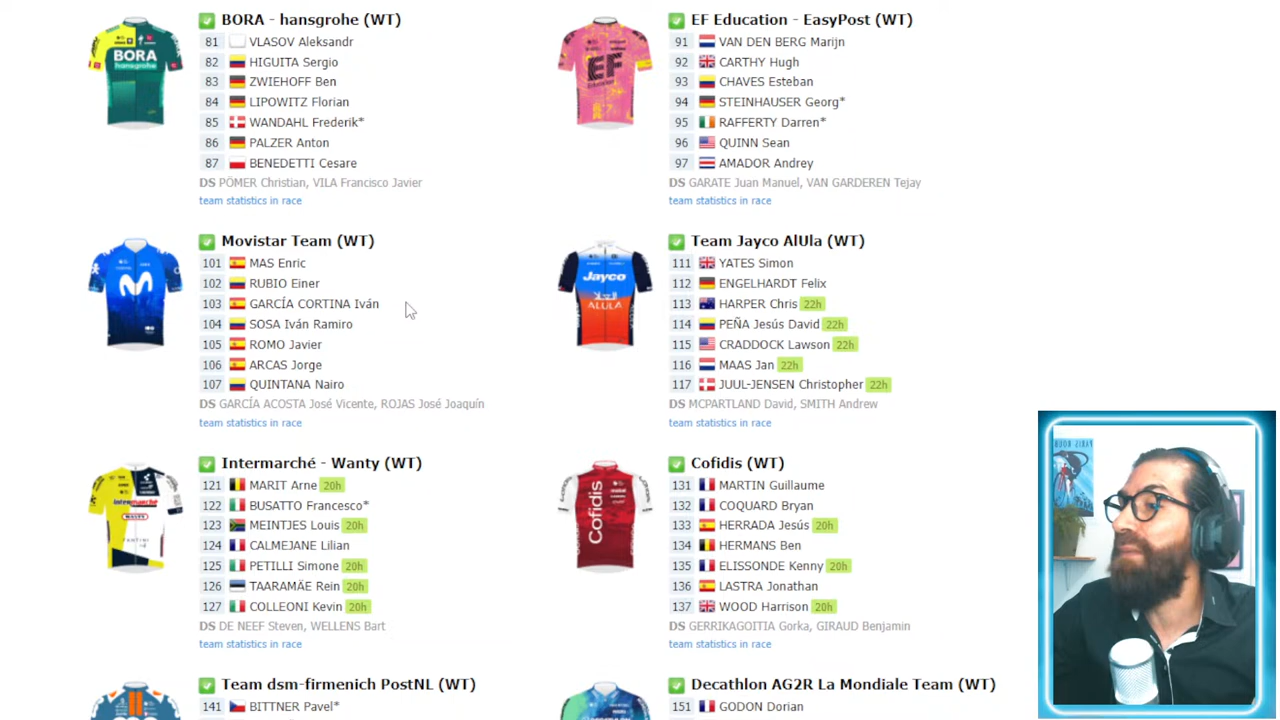 BORA - hansgrohe (WT)
81 VLASOV Aleksandr
82 HIGUITA Sergio
83 ZWIEHOFF Ben
84 LIPOWITZ Florian
85 WANDAHL Frederik*
86 PALZER Anton
87 BENEDETTI Cesare
DS PÖMER Christian, VILA Francisco Javier
team statistics in race
BORA
hansgrohe
EF Education - EasyPost (WT)
91 VAN DEN BERG Marijn
92 CARTHY Hugh
93 CHAVES Esteban
94 STEINHAUSER Georg*
95 RAFFERTY Darren*
96 QUINN Sean
97 AMADOR Andrey
DS GARATE Juan Manuel, VAN GARDEREN Tejay
team statistics in race
EF
Movistar Team (WT)
101 MAS Enric
102 RUBIO Einer
103 GARCÍA CORTINA Iván
104 SOSA Iván Ramiro
105 ROMO Javier
106 ARCAS Jorge
107 QUINTANA Nairo
DS GARCÍA ACOSTA José Vicente, ROJAS José Joaquín
team statistics in race
Team Jayco AlUla (WT)
111 YATES Simon
112 ENGELHARDT Felix
113 HARPER Chris 22h
114 PEÑA Jesús David 22h
115 CRADDOCK Lawson 22h
116 MAAS Jan 22h
117 JUUL-JENSEN Christopher 22h
DS MCPARTLAND David, SMITH Andrew
team statistics in race
Jayco
ALULA
Intermarché - Wanty (WT)
121 MARIT Arne 20h
122 BUSATTO Francesco*
123 MEINTJES Louis 20h
124 CALMEJANE Lilian
125 PETILLI Simone 20h
126 TAARAMÄE Rein 20h
127 COLLEONI Kevin 20h
DS DE NEEF Steven, WELLENS Bart
team statistics in race
Cofidis (WT)
131 MARTIN Guillaume
132 COQUARD Bryan
133 HERRADA Jesús 20h
134 HERMANS Ben
135 ELISSONDE Kenny 20h
136 LASTRA Jonathan
137 WOOD Harrison 20h
DS GERRIKAGOITIA Gorka, GIRAUD Benjamin
team statistics in race
Cofidis
Team dsm-firmenich PostNL (WT)
141 BITTNER Pavel*
Decathlon AG2R La Mondiale Team (WT)
151 GODON Dorian